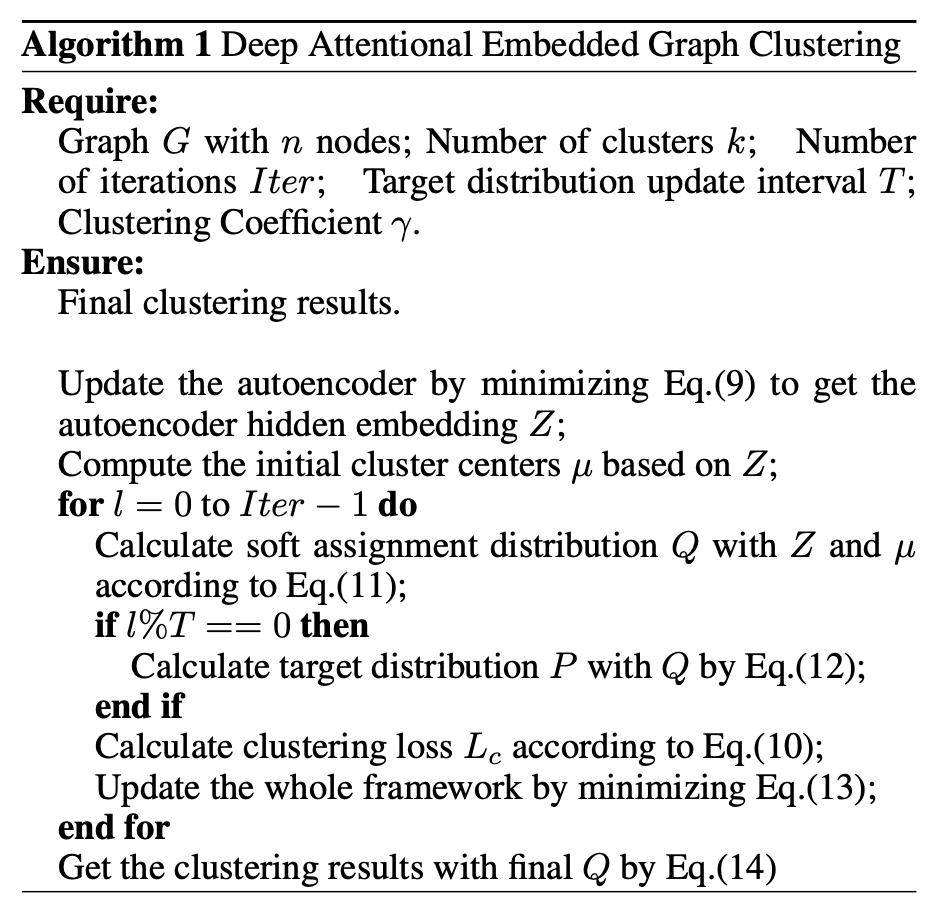 Algorithm 1 Deep Attentional Embedded Graph Clustering
Require:
Graph G with n nodes; Number of clusters k; Number
of iterations Iter; Target distribution update interval T;
Clustering Coefficient γ.
Ensure:
Final clustering results.
Update the autoencoder by minimizing Eq.(9) to get the
autoencoder hidden embedding Z;
Compute the initial cluster centers μ based on Z;
for l = 0 to Iter − 1 do
Calculate soft assignment distribution Q with Z and μ
according to Eq.(11);
if l%T == 0 then
Calculate target distribution P with Q by Eq.(12);
end if
Calculate clustering loss L_c according to Eq.(10);
Update the whole framework by minimizing Eq.(13);
end for
Get the clustering results with final Q by Eq.(14)